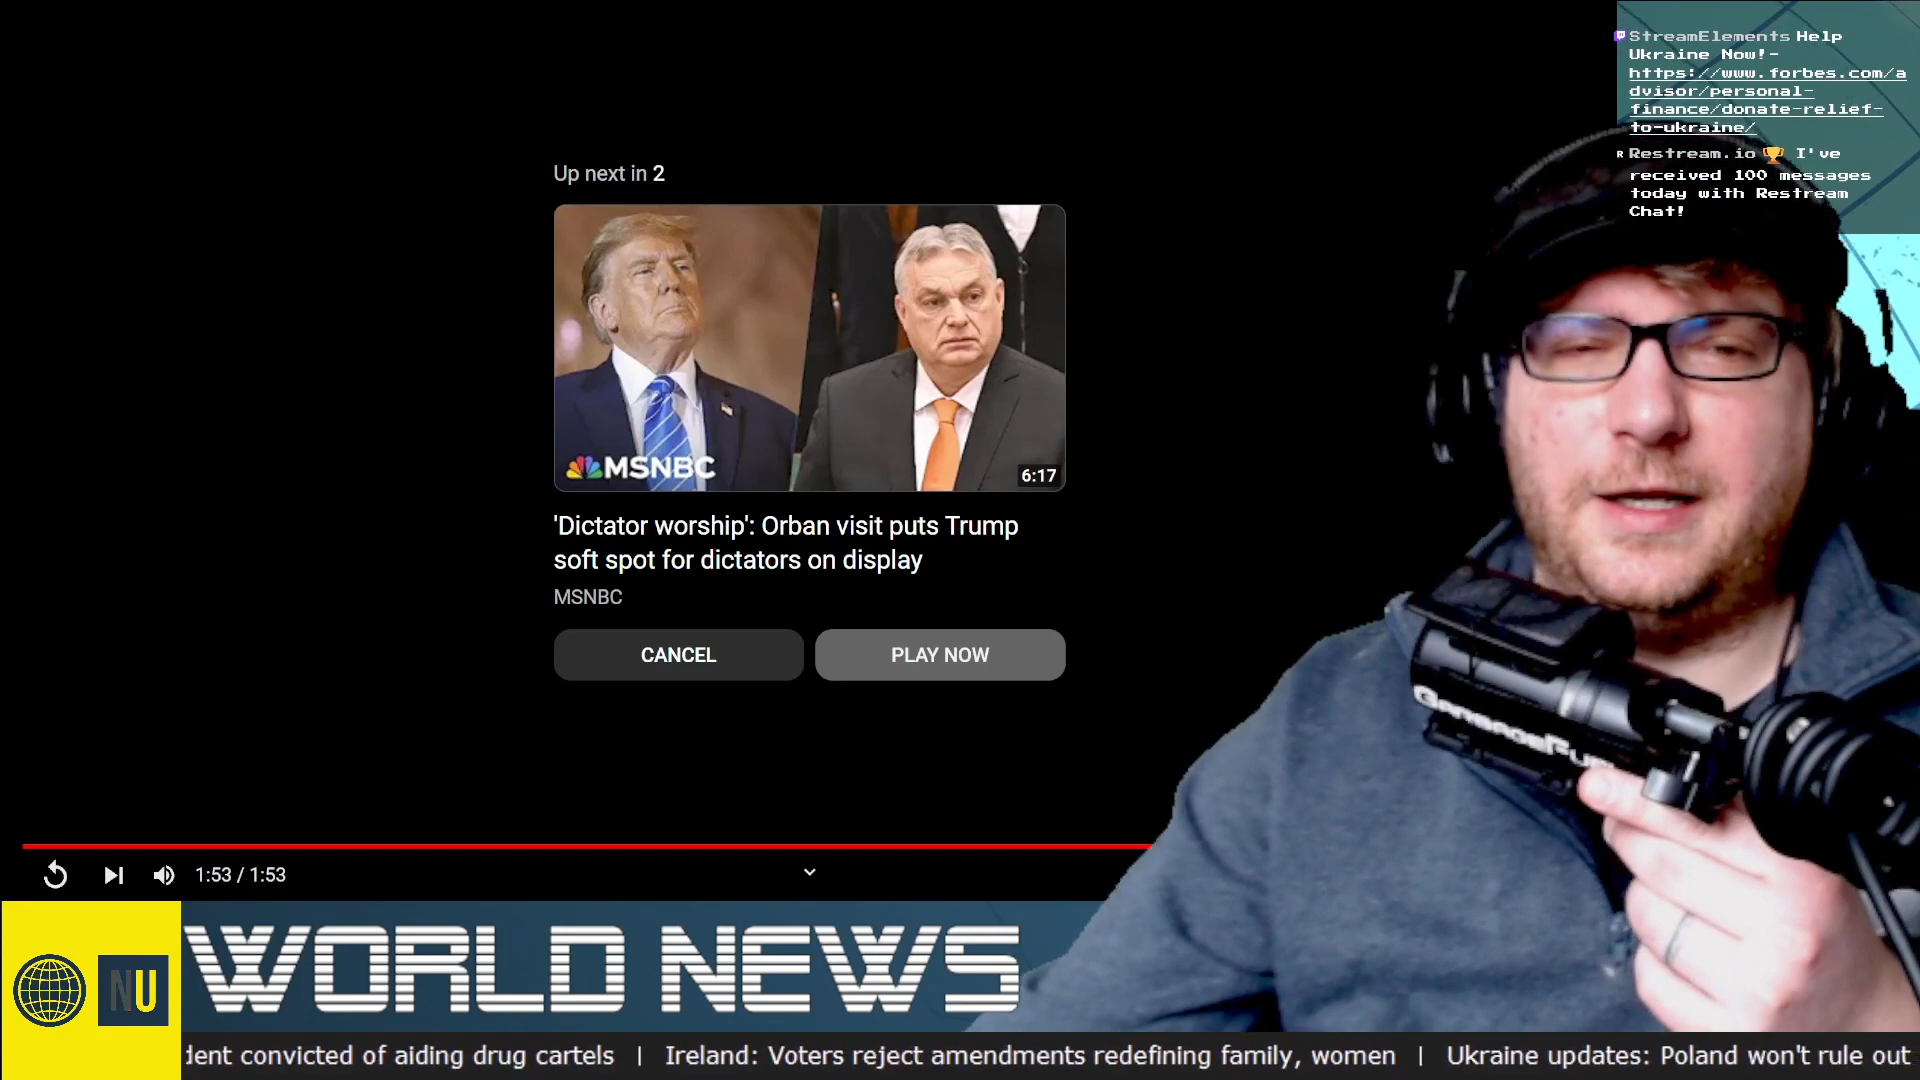 StreamElements Help
Ukraine Now!-
https://www.forbes.com/a
dvisor/personal-
finance/donate-relief-
to-ukraine/
R Restream.io 🏆 I've
received 100 messages
today with Restream
Chat!
Up next in 2
MSNBC
6:17
'Dictator worship': Orban visit puts Trump
soft spot for dictators on display
MSNBC
CANCEL
PLAY NOW
1:53 / 1:53
NU
WORLD NEWS
dent convicted of aiding drug cartels | Ireland: Voters reject amendments redefining family, women | Ukraine updates: Poland won't rule out